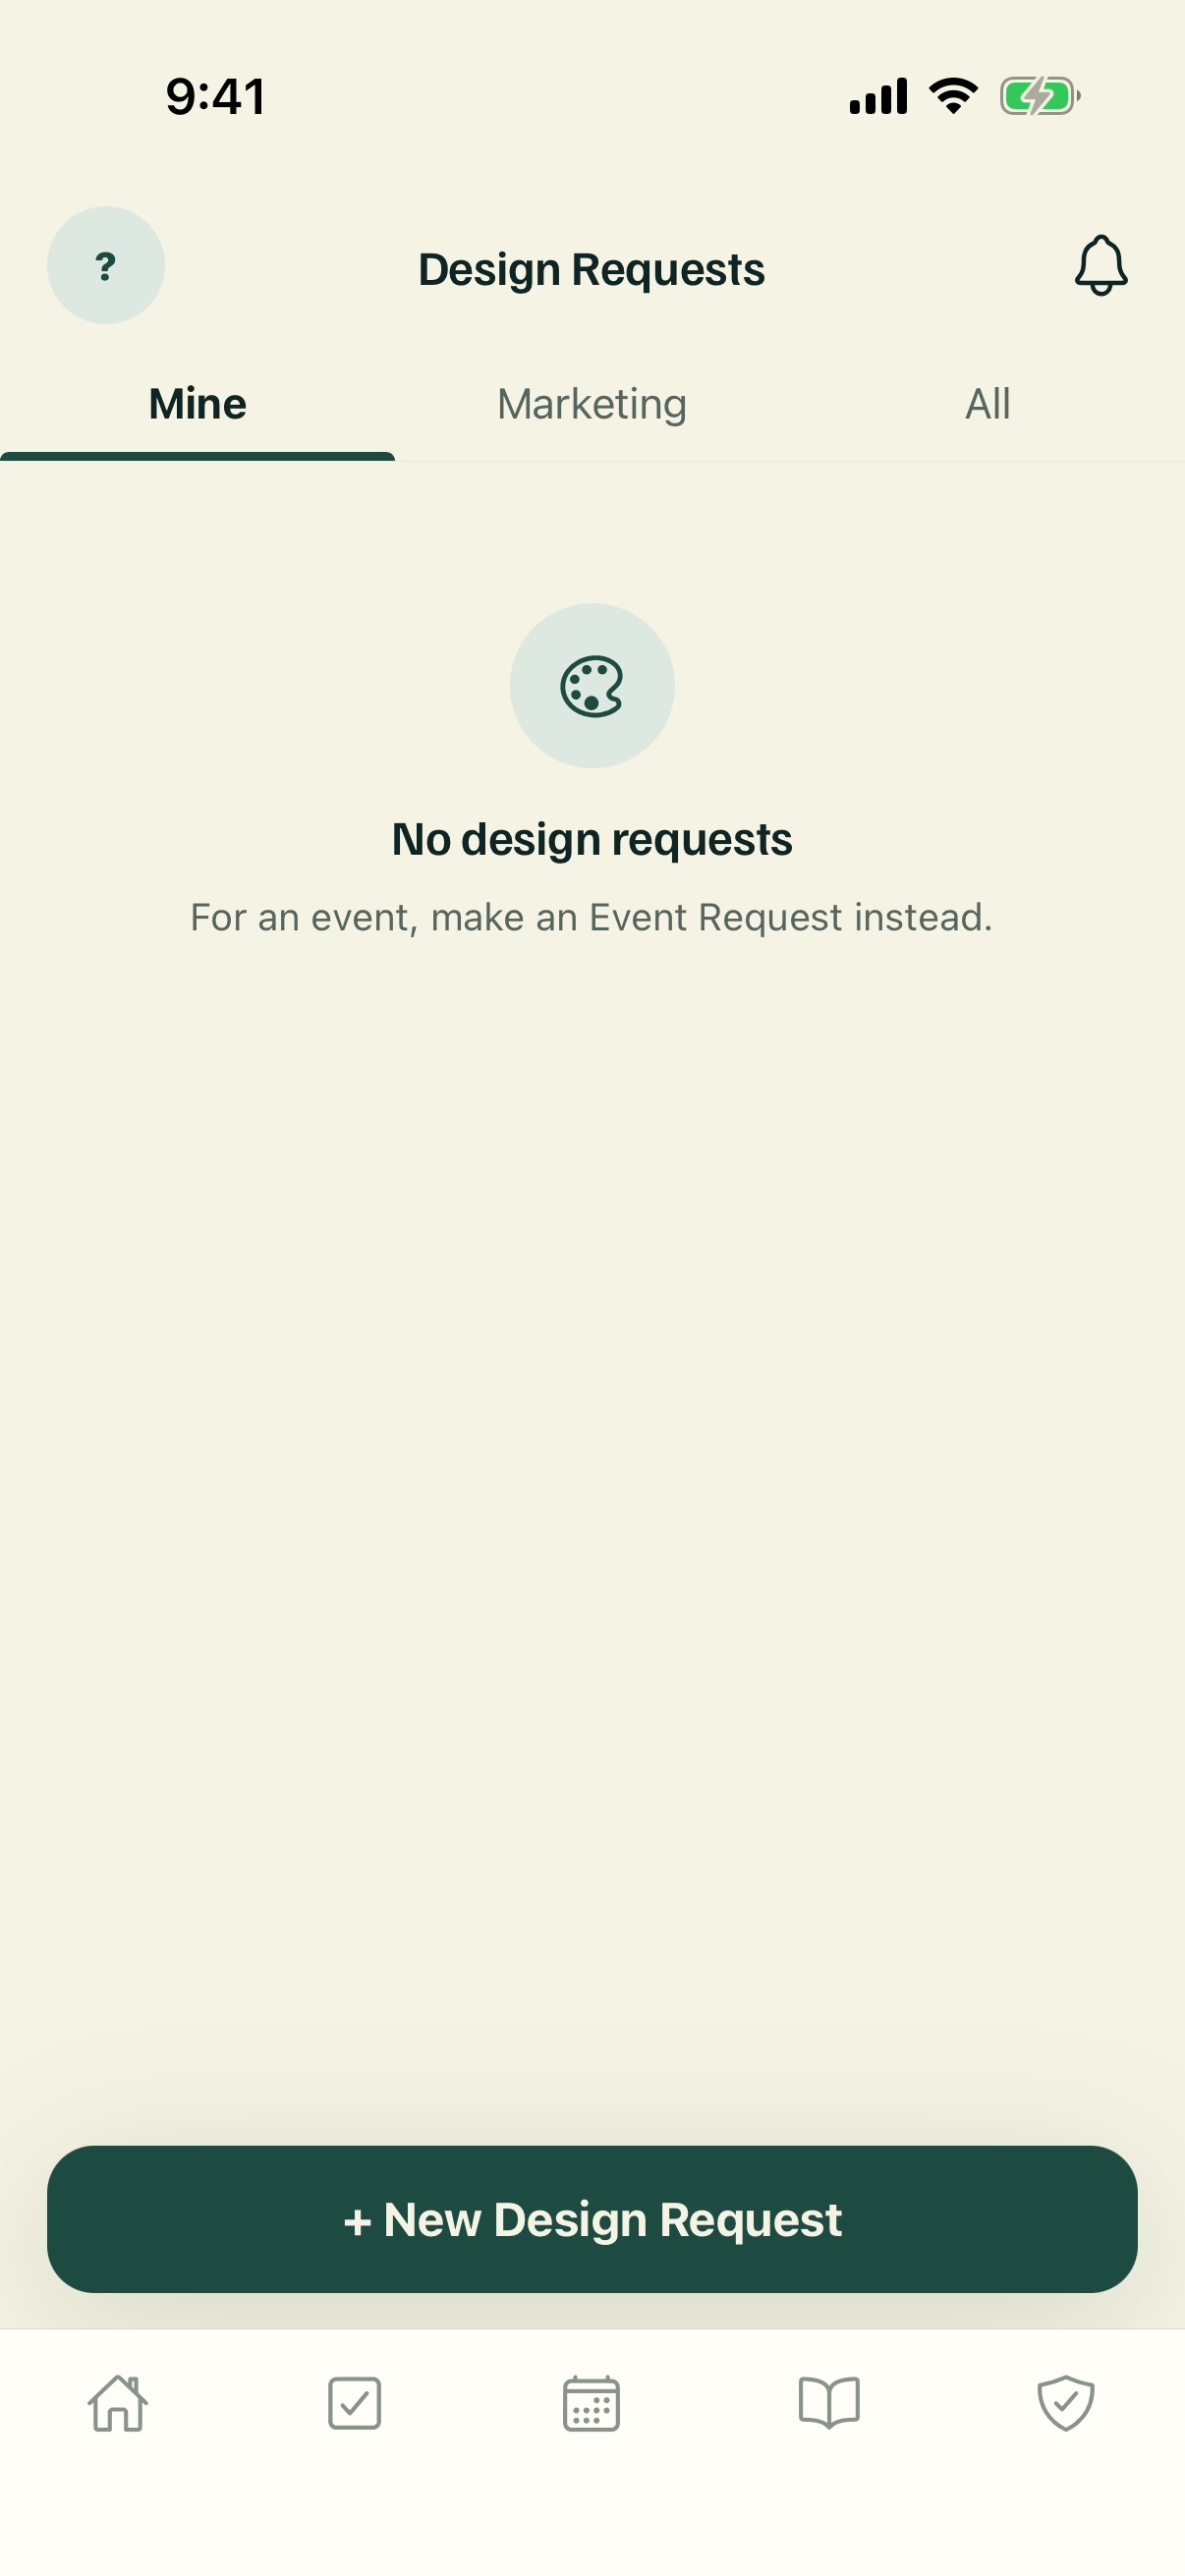 9:41
?
Design Requests
Mine
Marketing
All
No design requests
For an event, make an Event Request instead.
+ New Design Request